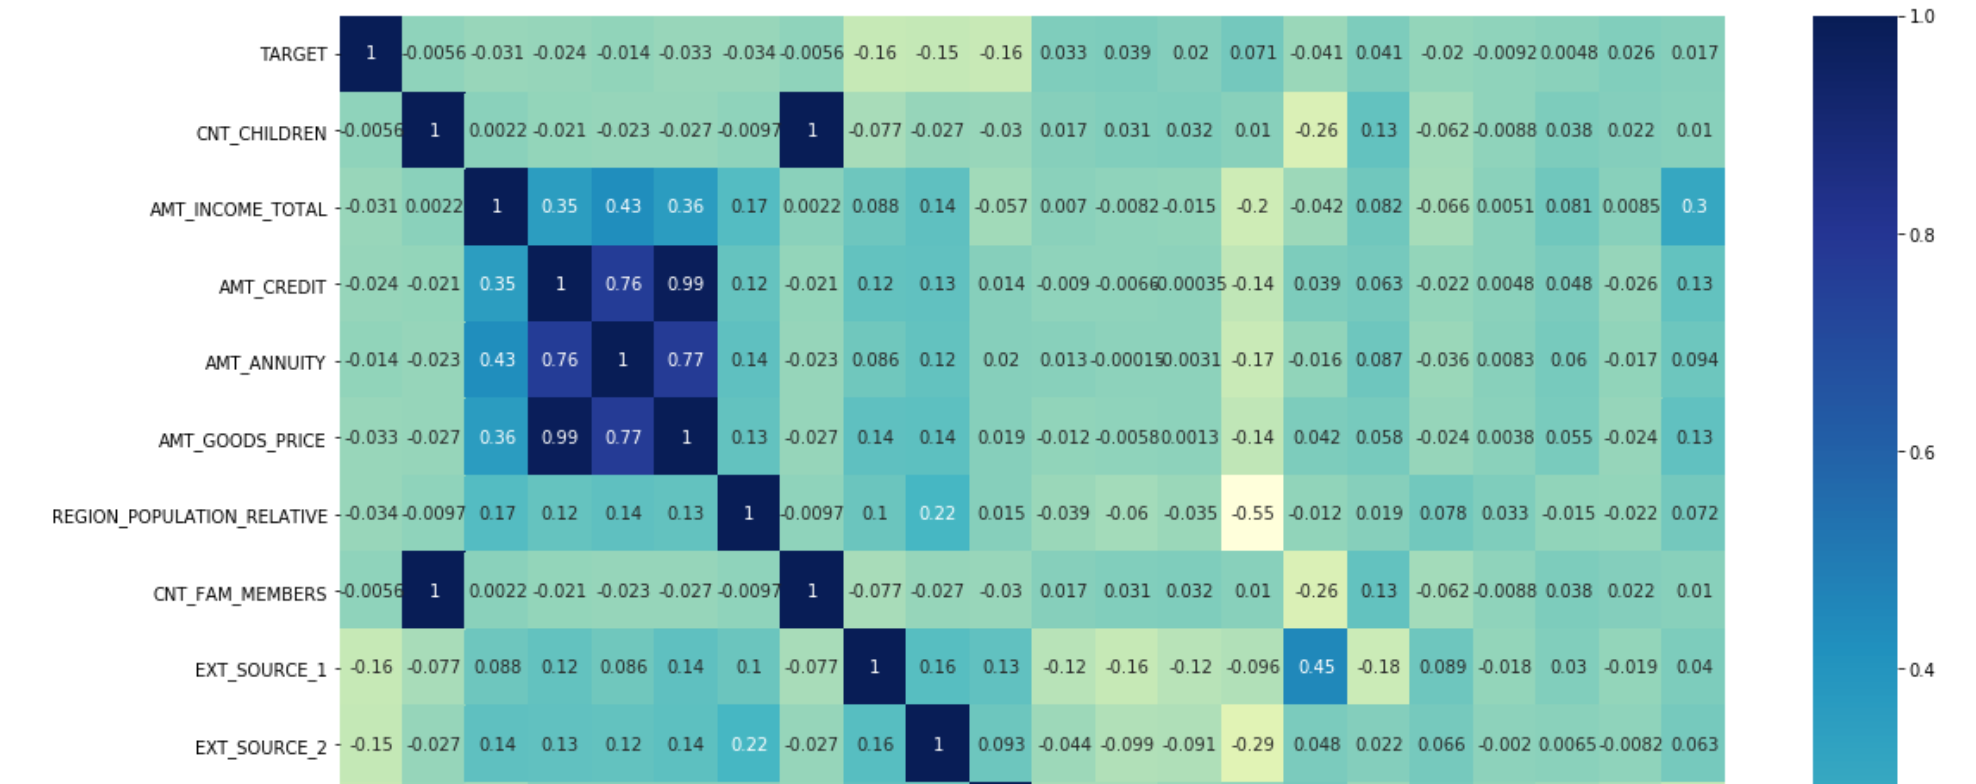 TARGET 1 -0.0056 -0.031 -0.024 -0.014 -0.033 -0.034 -0.0056 -0.16 -0.15 -0.16 0.033 0.039 0.02 0.071 -0.041 0.041 -0.02 -0.0092 0.0048 0.026 0.017 1.0
CNT_CHILDREN -0.0056 1 0.0022 -0.021 -0.023 -0.027 -0.0097 1 -0.077 -0.027 -0.03 0.017 0.031 0.032 0.01 -0.26 0.13 -0.062 -0.0088 0.038 0.022 0.01
AMT_INCOME_TOTAL -0.031 0.0022 1 0.35 0.43 0.36 0.17 0.0022 0.088 0.14 -0.057 0.007 -0.0082 -0.015 -0.2 -0.042 0.082 -0.066 0.0051 0.081 0.0085 0.3
0.8
AMT_CREDIT -0.024 -0.021 0.35 1 0.76 0.99 0.12 -0.021 0.12 0.13 0.014 -0.009 -0.0066 0.00035 -0.14 0.039 0.063 -0.022 0.0048 0.048 -0.026 0.13
AMT_ANNUITY -0.014 -0.023 0.43 0.76 1 0.77 0.14 -0.023 0.086 0.12 0.02 0.013 -0.00015 0.0031 -0.17 -0.016 0.087 -0.036 0.0083 0.06 -0.017 0.094
AMT_GOODS_PRICE -0.033 -0.027 0.36 0.99 0.77 1 0.13 -0.027 0.14 0.14 0.019 -0.012 -0.0058 0.0013 -0.14 0.042 0.058 -0.024 0.0038 0.055 -0.024 0.13
0.6
REGION_POPULATION_RELATIVE -0.034 -0.0097 0.17 0.12 0.14 0.13 1 -0.0097 0.1 0.22 0.015 -0.039 -0.06 -0.035 -0.55 -0.012 0.019 0.078 0.033 -0.015 -0.022 0.072
CNT_FAM_MEMBERS -0.0056 1 0.0022 -0.021 -0.023 -0.027 -0.0097 1 -0.077 -0.027 -0.03 0.017 0.031 0.032 0.01 -0.26 0.13 -0.062 -0.0088 0.038 0.022 0.01
EXT_SOURCE_1 -0.16 -0.077 0.088 0.12 0.086 0.14 0.1 -0.077 1 0.16 0.13 -0.12 -0.16 -0.12 -0.096 0.45 -0.18 0.089 -0.018 0.03 -0.019 0.04 0.4
EXT_SOURCE_2 -0.15 -0.027 0.14 0.13 0.12 0.14 0.22 -0.027 0.16 1 0.093 -0.044 -0.099 -0.091 -0.29 0.048 0.022 0.066 -0.002 0.0065 -0.0082 0.063